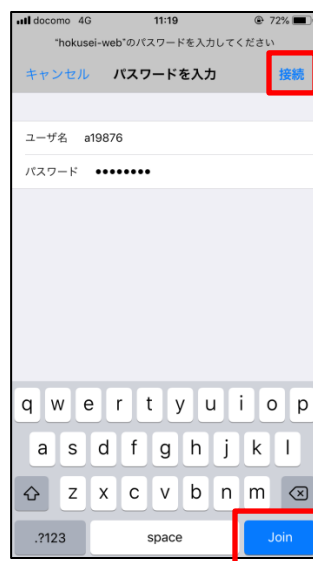 docomo 4G 11:19 72%
"hokusei-web"のパスワードを入力してください
キャンセル パスワードを入力 接続
ユーザ名 a19876
パスワード ••••••••
q w e r t y u i o p
a s d f g h j k l
z x c v b n m
.?123 space Join